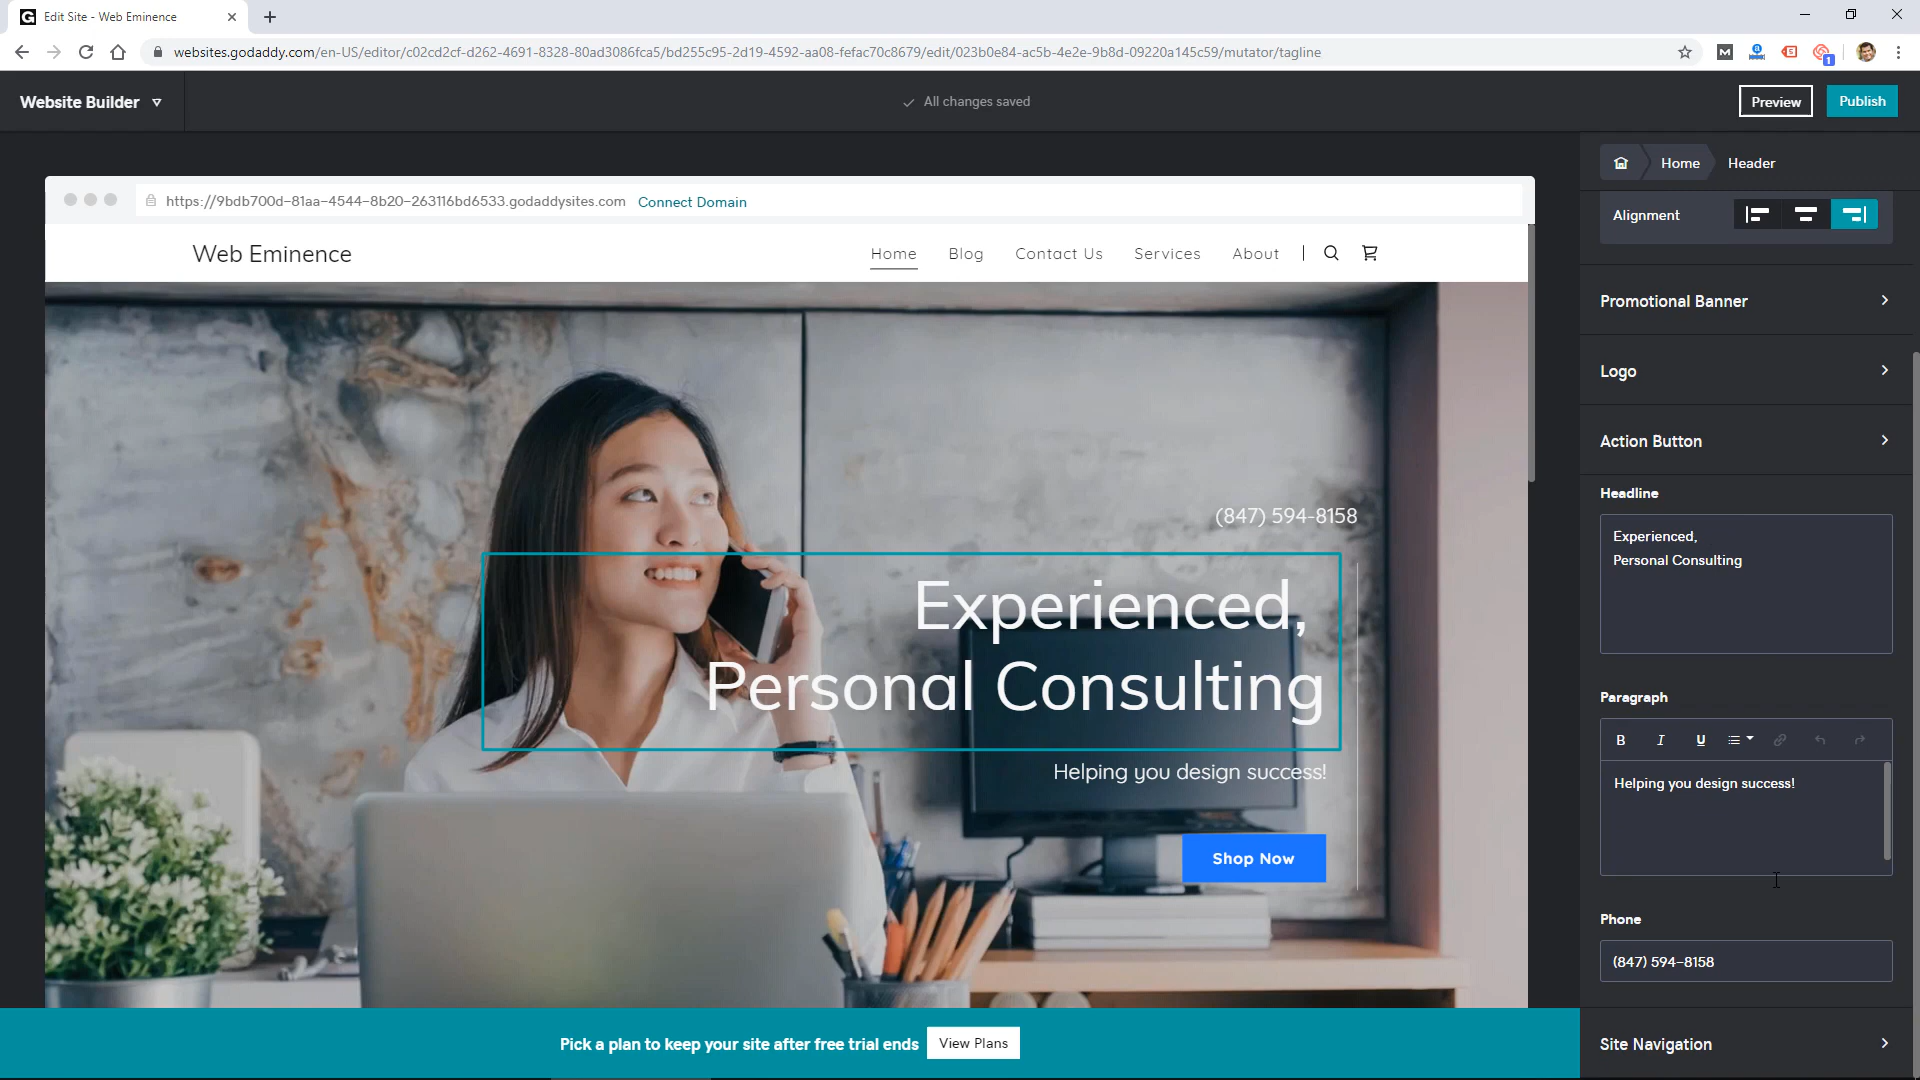 Edit Site - Web Eminence
websites.godaddy.com/en-US/editor/c02cd2cf-d262-4691-8328-80ad3086fca5/bd255c95-2d19-4592-aa08-fefac70c8679/edit/023b0e84-ac5b-4e2e-9b8d-09220a145c59/mutator/tagline
1
Website Builder
All changes saved
Preview
Publish
Home
Header
https://9bdb700d-81aa-4544-8b20-263116bd6533.godaddysites.com Connect Domain
Web Eminence
Home
Blog
Contact Us
Services
About
(847) 594-8158
Experienced,
Personal Consulting
Helping you design success!
Shop Now
Pick a plan to keep your site after free trial ends
View Plans
Alignment
Promotional Banner
Logo
Action Button
Headline
Experienced,
Personal Consulting
Paragraph
B I U
Helping you design success!
Phone
(847) 594-8158
Site Navigation